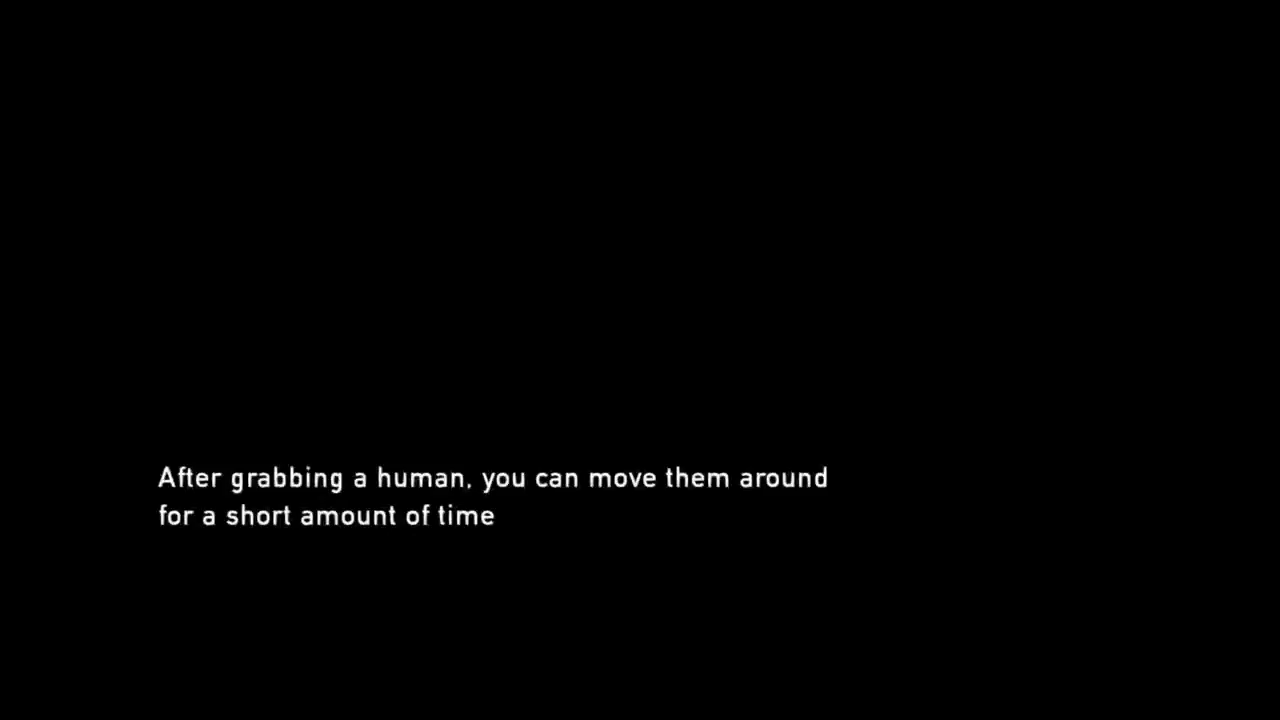 After grabbing a human, you can move them around
for a short amount of time